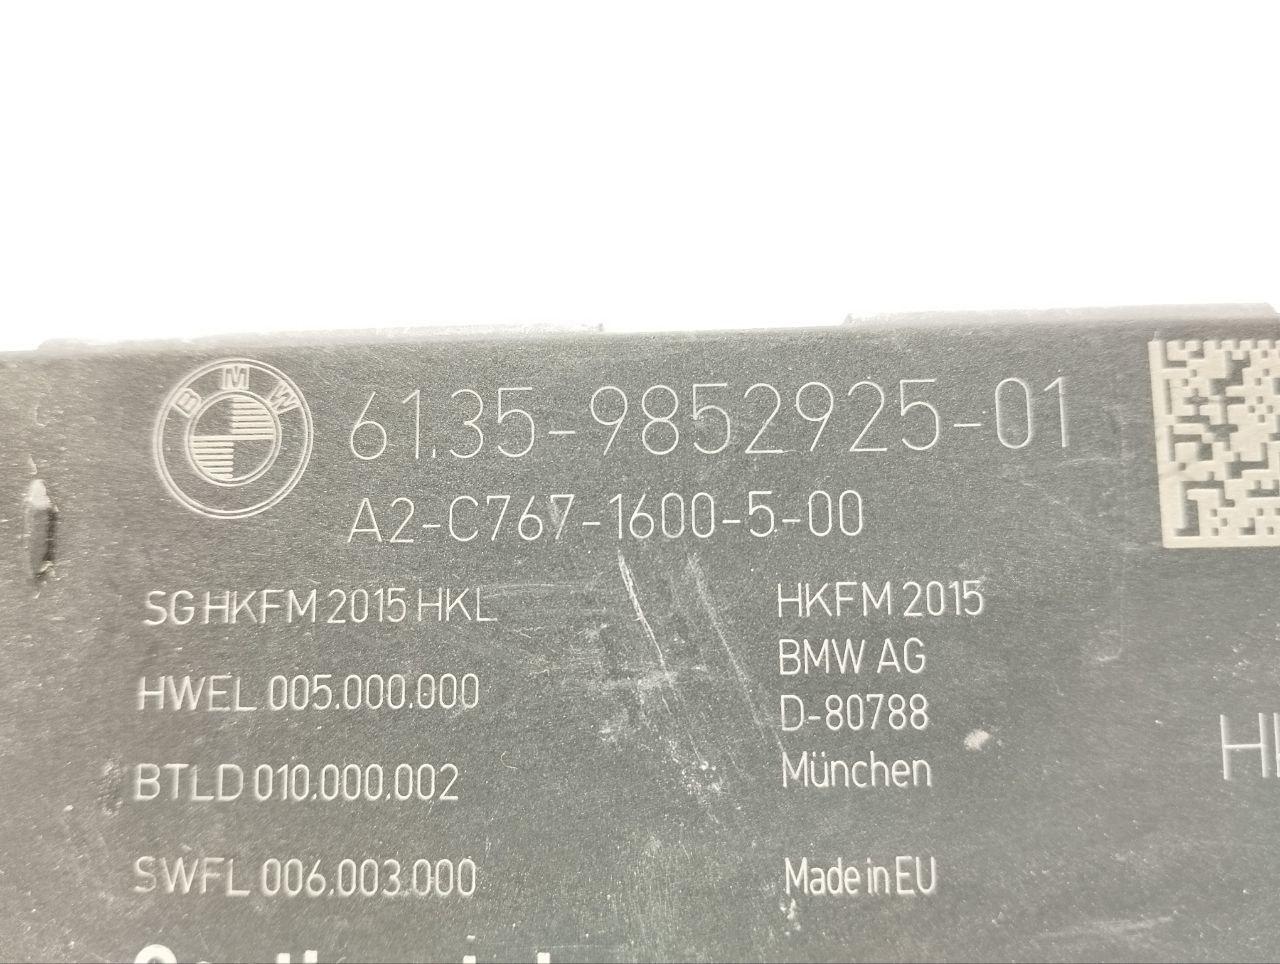 BMW
61.35-9852925-01
A2-C767-1600-5-00
SG HKFM 2015 HKL
HWEL 005.000.000
BTLD 010.000.002
SWFL 006.003.000
HKFM 2015
BMW AG
D-80788
München
Made in EU